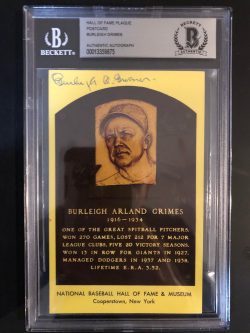 BECKETT
HALL OF FAME PLAQUE
POSTCARD
BURLEIGH GRIMES
AUTHENTIC AUTOGRAPH
00013359875
BECKETT
AUTHENTIC
Burleigh A Grimes
BURLEIGH ARLAND GRIMES
1916 - 1934
ONE OF THE GREAT SPITBALL PITCHERS.
WON 270 GAMES, LOST 212 FOR 7 MAJOR
LEAGUE CLUBS. FIVE 20 VICTORY SEASONS.
WON 13 IN ROW FOR GIANTS IN 1927.
MANAGED DODGERS IN 1937 AND 1938.
LIFETIME E.R.A. 3.52.
NATIONAL BASEBALL HALL OF FAME & MUSEUM
Cooperstown, New York